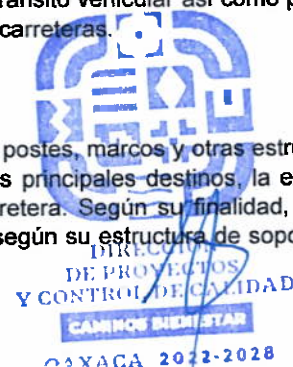 tránsito vehicular así como p
carreteras.
postes, marcos y otras estru
s principales destinos, la e
retera. Según su finalidad,
según su estructura de sopo
DIRECCIÓN
DE PROYECTOS
Y CONTROL DE CALIDAD
CAMINOS BIENESTAR
OAXACA 2022-2028